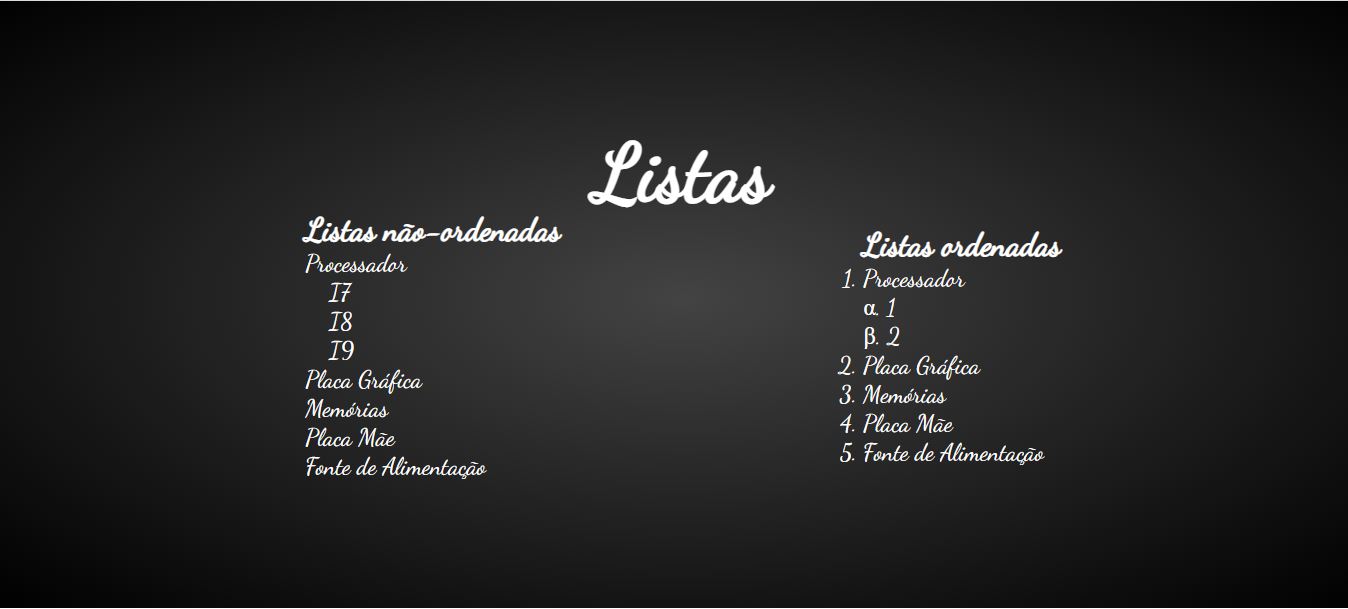 Listas
Listas não-ordenadas
Processador
I7
I8
I9
Placa Gráfica
Memórias
Placa Mãe
Fonte de Alimentação
Listas ordenadas
1. Processador
α. 1
β. 2
2. Placa Gráfica
3. Memórias
4. Placa Mãe
5. Fonte de Alimentação